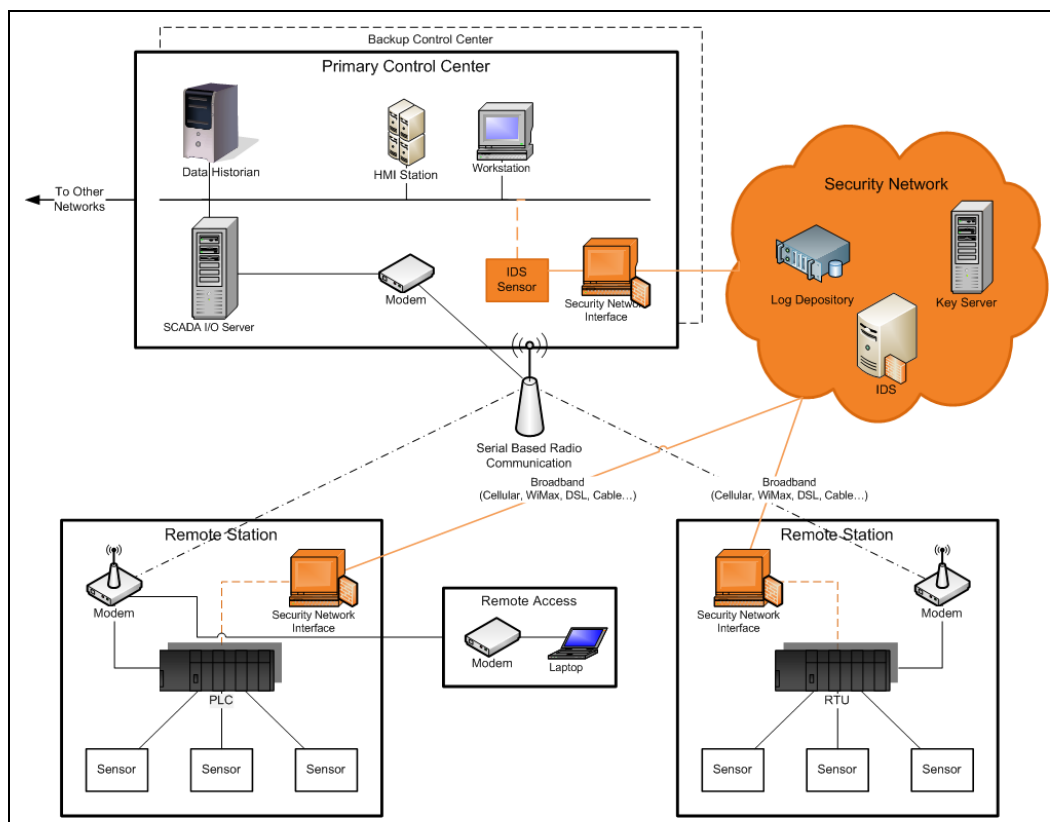 Backup Control Center
Primary Control Center
Data Historian
HMI Station
Workstation
To Other
Networks
SCADA I/O Server
Modem
IDS
Sensor
Security Network
Interface
Security Network
Log Depository
Key Server
IDS
Serial Based Radio
Communication
Broadband
(Cellular, WiMax, DSL, Cable…)
Broadband
(Cellular, WiMax, DSL, Cable…)
Remote Station
Modem
Security Network
Interface
PLC
Sensor
Sensor
Sensor
Remote Access
Modem
Laptop
Remote Station
Security Network
Interface
Modem
RTU
Sensor
Sensor
Sensor